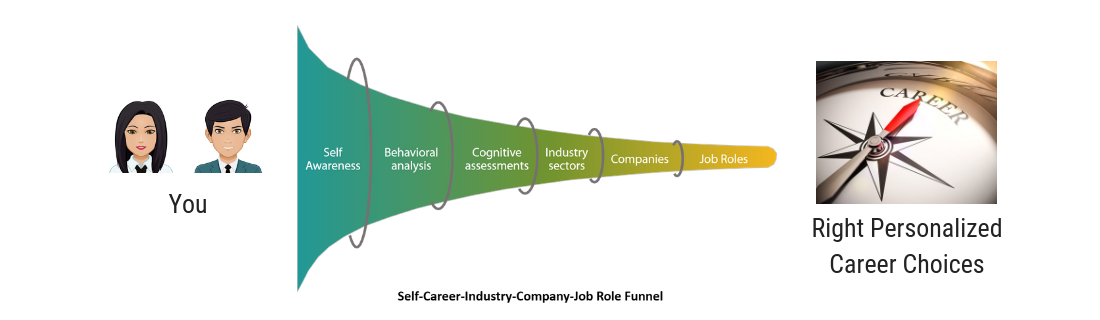 You
Self
Awareness
Behavioral
analysis
Cognitive
assessments
Industry
sectors
Companies
Job Roles
CAREER
Right Personalized
Career Choices
Self-Career-Industry-Company-Job Role Funnel